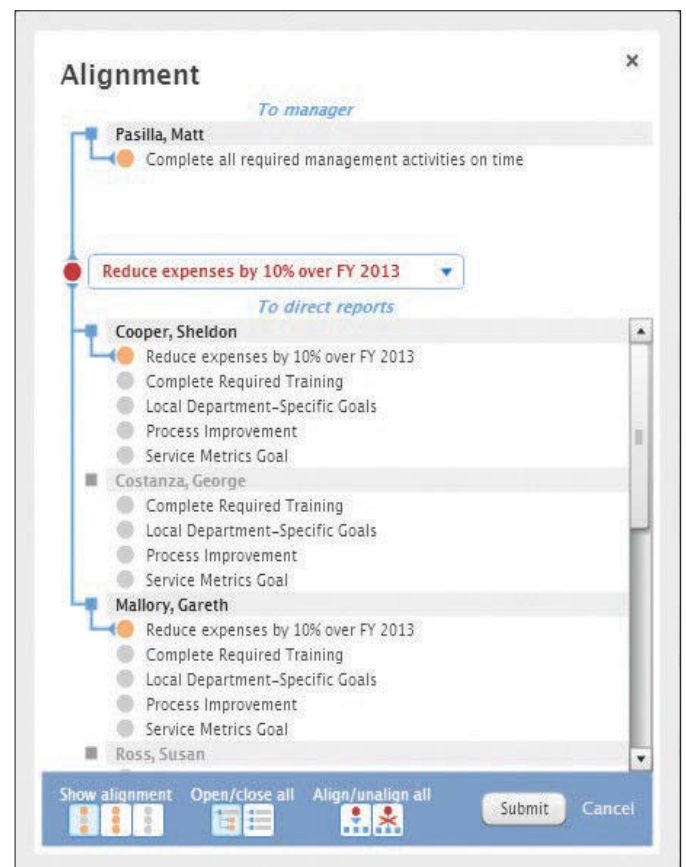 Alignment
×
To manager
Pasilla, Matt
Complete all required management activities on time
Reduce expenses by 10% over FY 2013
To direct reports
Cooper, Sheldon
Reduce expenses by 10% over FY 2013
Complete Required Training
Local Department–Specific Goals
Process Improvement
Service Metrics Goal
Costanza, George
Complete Required Training
Local Department–Specific Goals
Process Improvement
Service Metrics Goal
Mallory, Gareth
Reduce expenses by 10% over FY 2013
Complete Required Training
Local Department–Specific Goals
Process Improvement
Service Metrics Goal
Ross, Susan
Show alignment Open/close all Align/unalign all
Submit Cancel